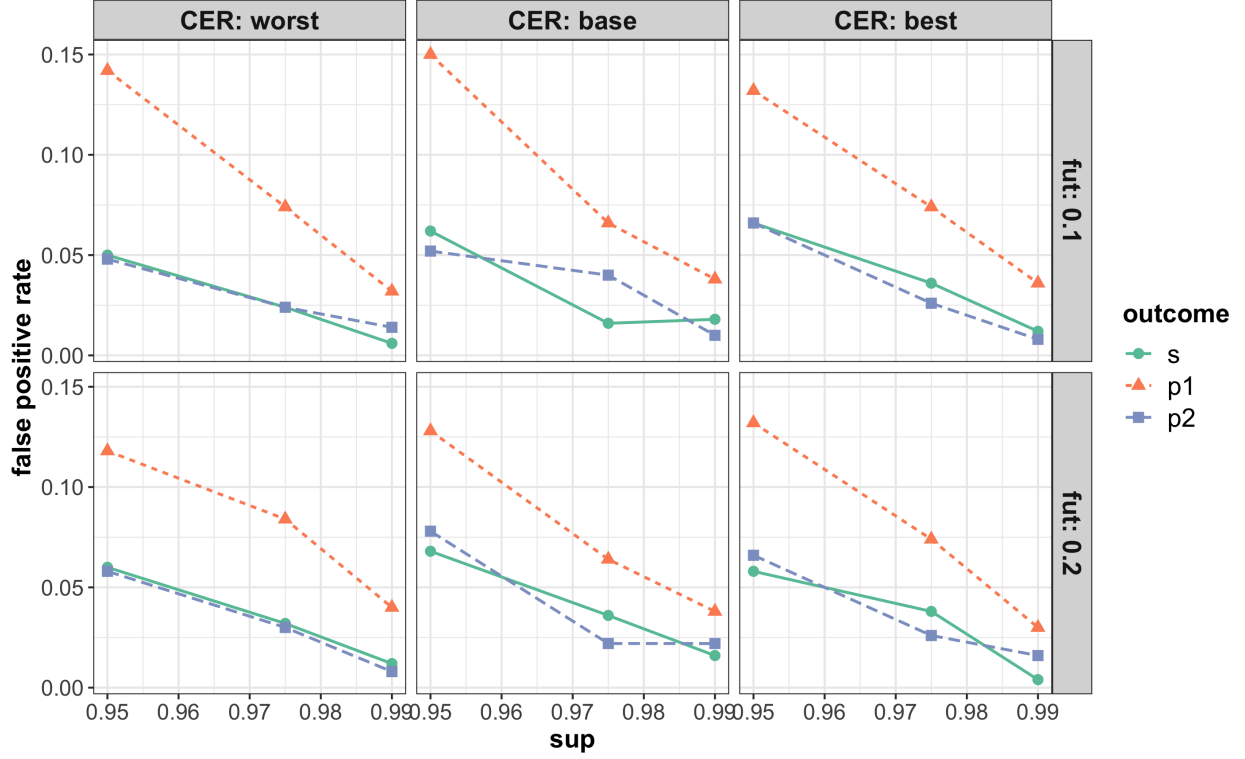 CER: worst CER: base CER: best
0.15
0.10
0.05
0.00
fut: 0.1
0.15
0.10
0.05
0.00
fut: 0.2
false positive rate
0.95 0.96 0.97 0.98 0.99 0.95 0.96 0.97 0.98 0.99 0.95 0.96 0.97 0.98 0.99
sup
outcome
s
p1
p2